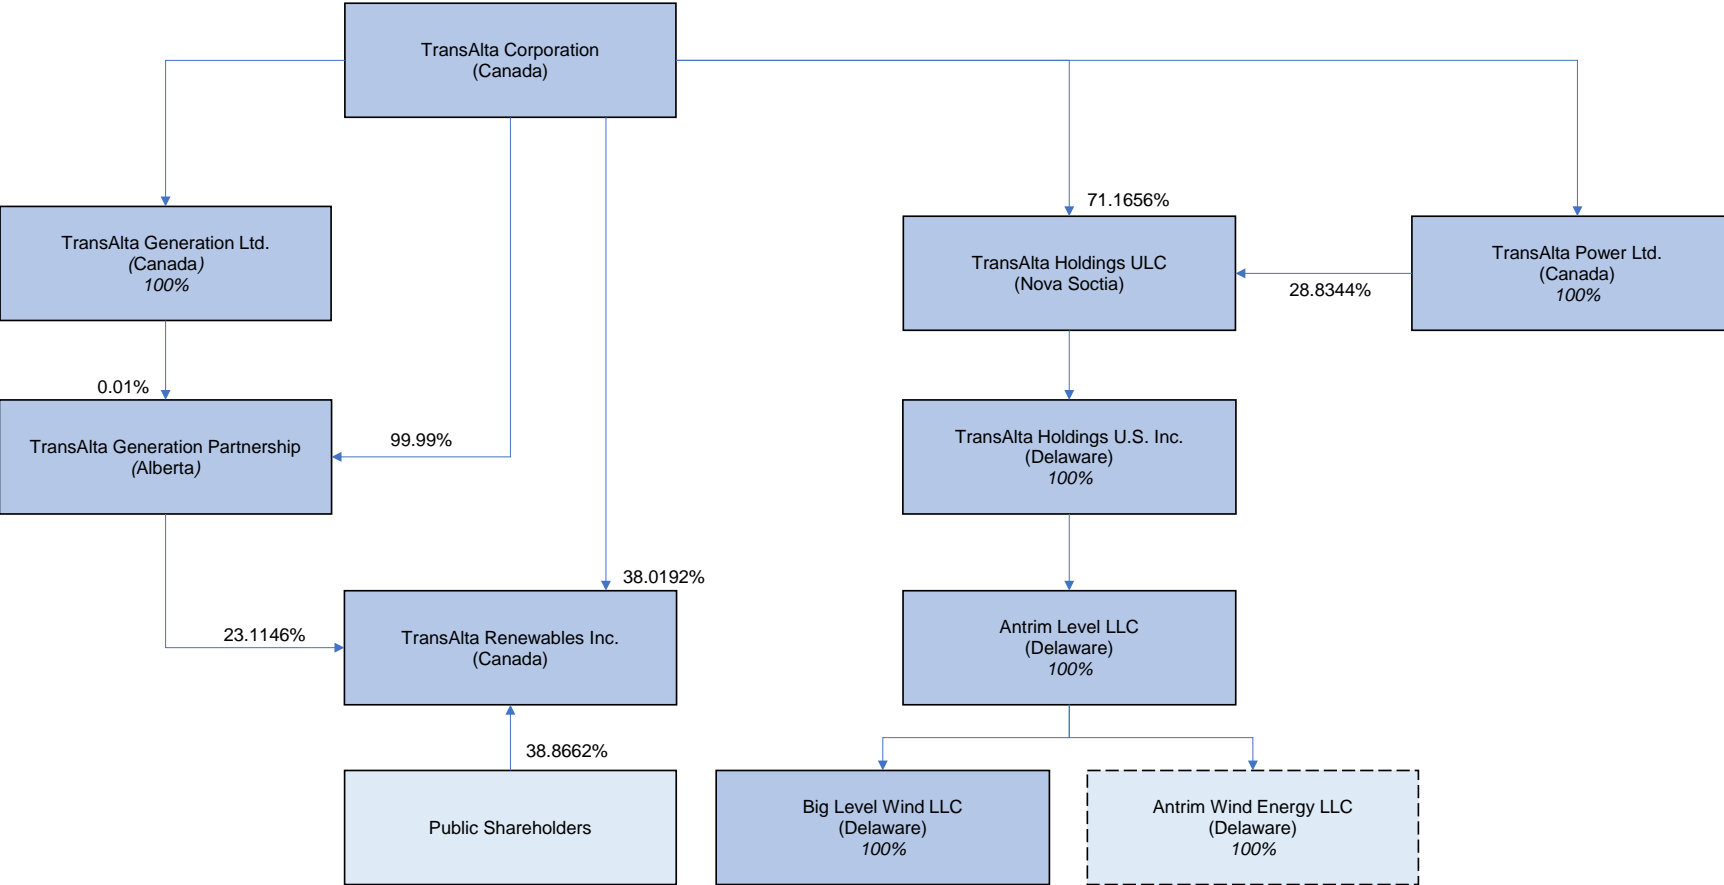 TransAlta Corporation
(Canada)
71.1656%
TransAlta Generation Ltd.
(Canada)
100%
TransAlta Holdings ULC
(Nova Soctia)
28.8344%
TransAlta Power Ltd.
(Canada)
100%
0.01%
TransAlta Generation Partnership
(Alberta)
99.99%
TransAlta Holdings U.S. Inc.
(Delaware)
100%
38.0192%
23.1146%
TransAlta Renewables Inc.
(Canada)
Antrim Level LLC
(Delaware)
100%
38.8662%
Public Shareholders
Big Level Wind LLC
(Delaware)
100%
Antrim Wind Energy LLC
(Delaware)
100%